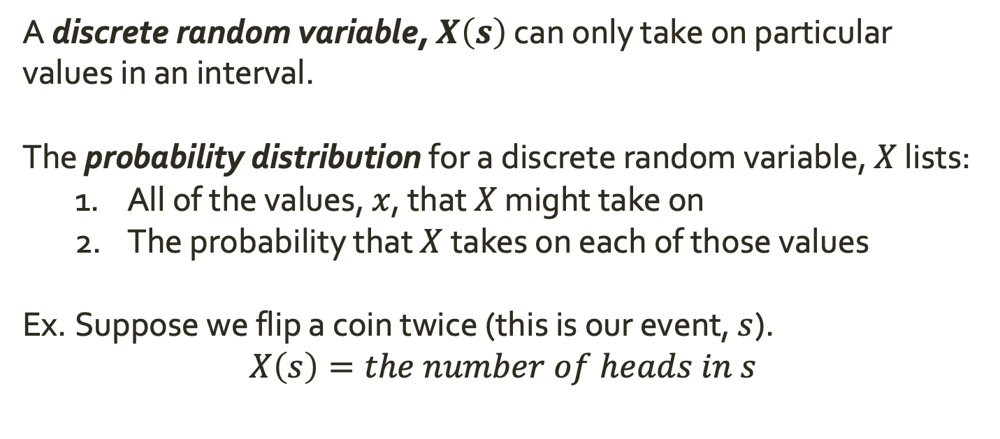 A discrete random variable, X(s) can only take on particular
values in an interval.
The probability distribution for a discrete random variable, X lists:
1. All of the values, x, that X might take on
2. The probability that X takes on each of those values
Ex. Suppose we flip a coin twice (this is our event, s).
X(s) = the number of heads in s